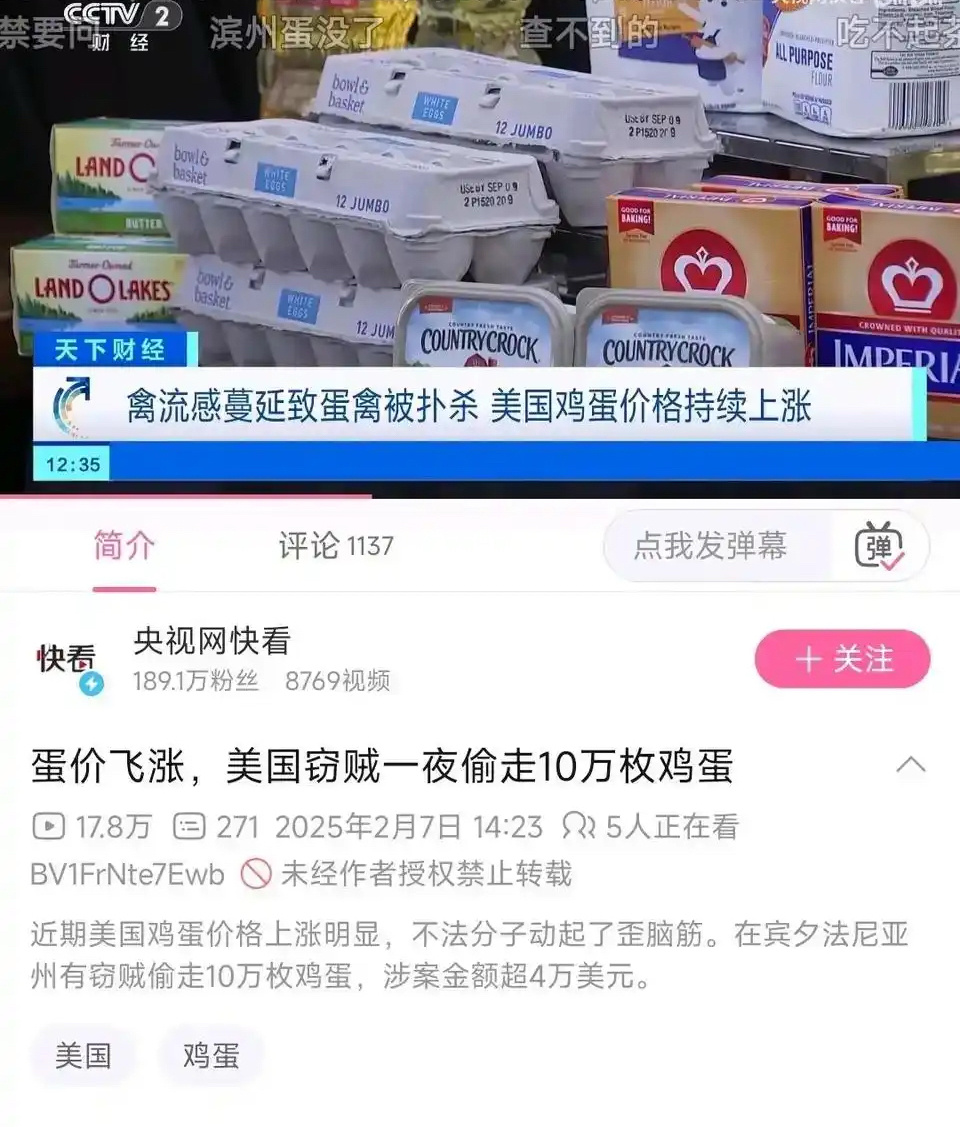 CCTV 2
财经
禁要问
滨州蛋没了
查不到的
吃不起茶
bowl & basket
WHITE EGGS
12 JUMBO
USE BY SEP 09
2 P1520 20 9
ALL PURPOSE
FLOUR
LAND O
BUTTER
bowl & basket
WHITE EGGS
12 JUMBO
USE BY SEP 09
2 P1520 20 9
GOOD FOR BAKING!
GOOD FOR BAKING!
Farmer-Owned
LAND O LAKES
bowl & basket
WHITE EGGS
12 JUM
COUNTRY FRESH TASTE
COUNTRY CROCK
COUNTRY FRESH TASTE
COUNTRY CROCK
IMPERIAL
CROWNED WITH QUALIT
IMPERIA
天下财经
禽流感蔓延致蛋禽被扑杀 美国鸡蛋价格持续上涨
12:35
简介
评论 1137
点我发弹幕
弹
快看
央视网快看
189.1万粉丝 8769视频
＋ 关注
蛋价飞涨，美国窃贼一夜偷走10万枚鸡蛋
17.8万 271 2025年2月7日 14:23 5人正在看
BV1FrNte7Ewb 未经作者授权禁止转载
近期美国鸡蛋价格上涨明显，不法分子动起了歪脑筋。在宾夕法尼亚
州有窃贼偷走10万枚鸡蛋，涉案金额超4万美元。
美国
鸡蛋